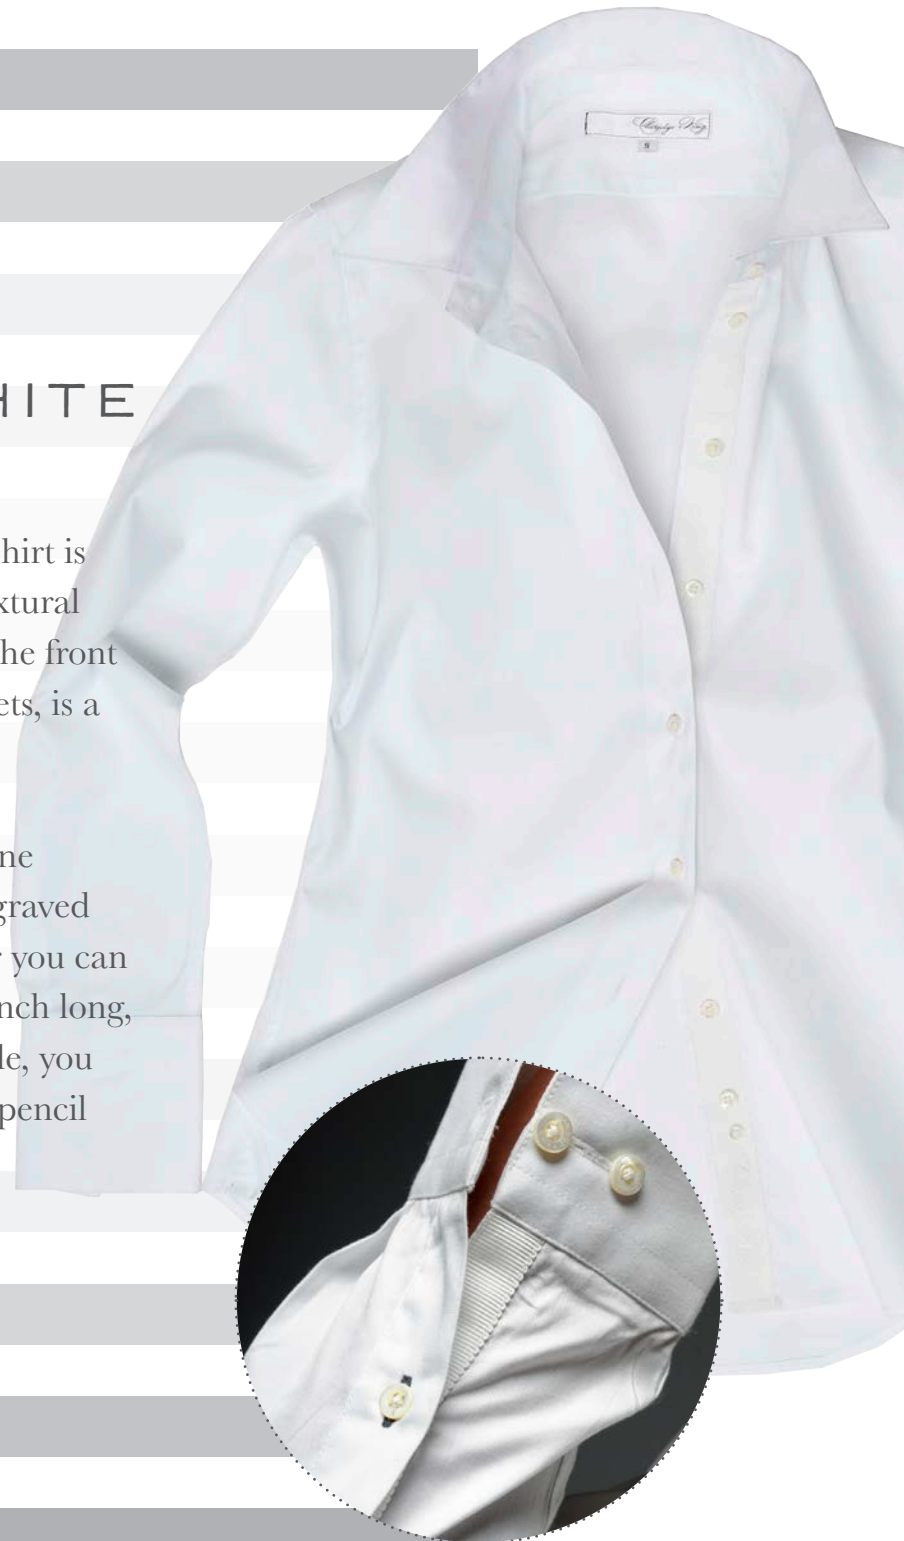 HITE
hirt is
xtural
he front
ets, is a
ne
graved
you can
nch long,
le, you
pencil